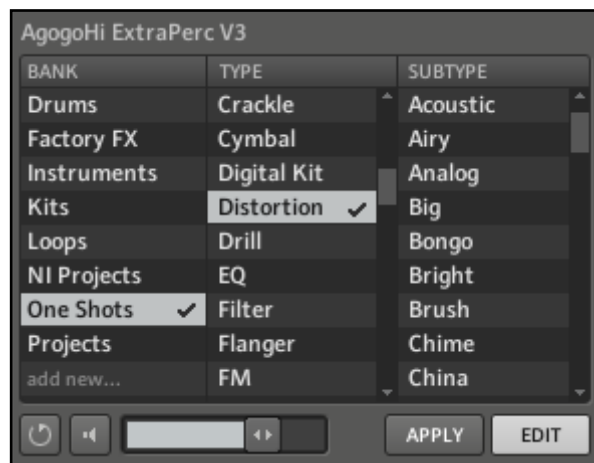 AgogoHi ExtraPerc V3
BANK TYPE SUBTYPE
Drums Crackle Acoustic
Factory FX Cymbal Airy
Instruments Digital Kit Analog
Kits Distortion Big
Loops Drill Bongo
NI Projects EQ Bright
One Shots Filter Brush
Projects Flanger Chime
add new... FM China
APPLY EDIT